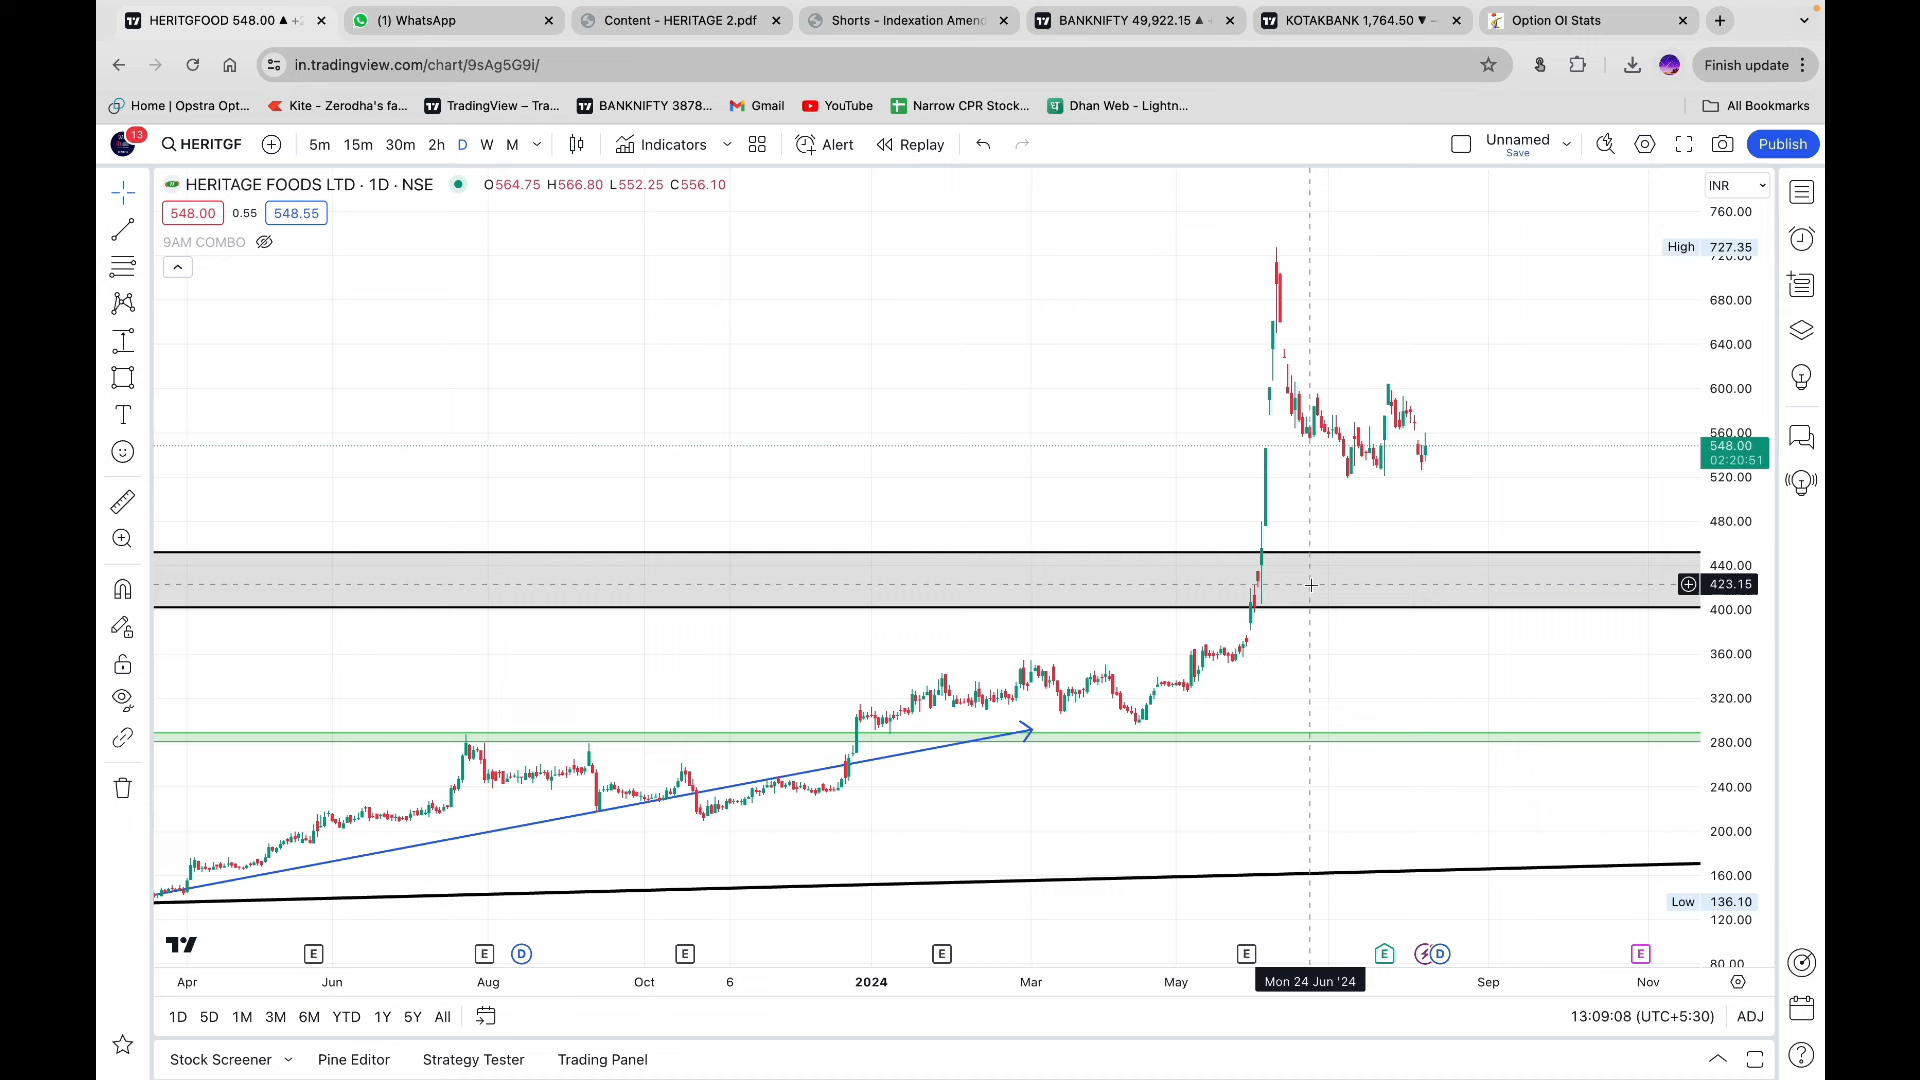 HERITGFOOD 548.00 ▲ +2
(1) WhatsApp
Content - HERITAGE 2.pdf
Shorts - Indexation Amend
BANKNIFTY 49,922.15 ▲
KOTAKBANK 1,764.50 ▼ –
Option OI Stats
in.tradingview.com/chart/9sAg5G9i/
Finish update
Home | Opstra Opt...
Kite - Zerodha's fa...
TradingView – Tra...
BANKNIFTY 3878...
Gmail
YouTube
Narrow CPR Stock...
Dhan Web - Lightn...
All Bookmarks
13
HERITGF
5m 15m 30m 2h D W M
Indicators
Alert
Replay
Unnamed
Save
Publish
HERITAGE FOODS LTD · 1D · NSE
O564.75 H566.80 L552.25 C556.10
INR
548.00 0.55 548.55
9AM COMBO
760.00
High 727.35
720.00
680.00
640.00
600.00
560.00
548.00
02:20:51
520.00
480.00
440.00
423.15
400.00
360.00
320.00
280.00
240.00
200.00
160.00
Low 136.10
120.00
80.00
E E D E E E E D E
Apr Jun Aug Oct 6 2024 Mar May Mon 24 Jun '24 Sep Nov
1D 5D 1M 3M 6M YTD 1Y 5Y All
13:09:08 (UTC+5:30) ADJ
Stock Screener Pine Editor Strategy Tester Trading Panel